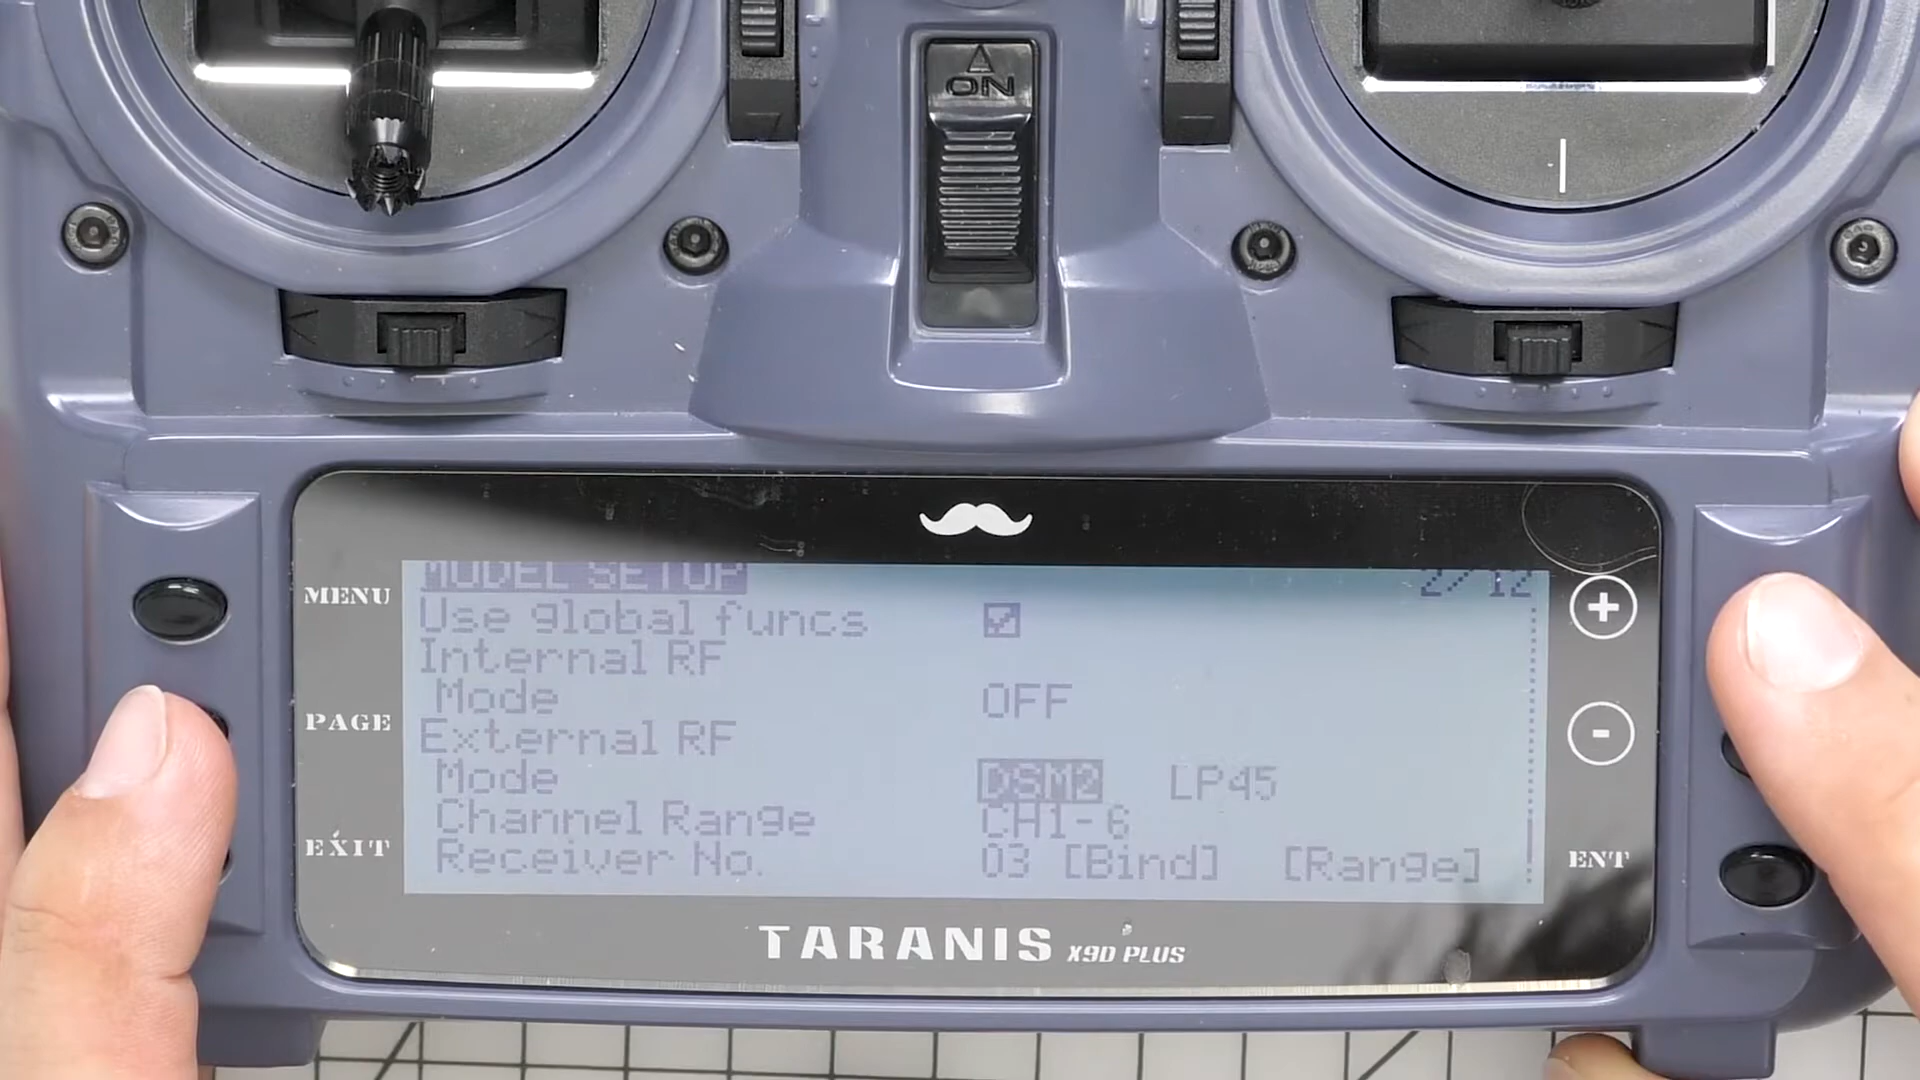 ON
MENU
PAGE
EXIT
MODEL SETUP 2/12
Use global funcs
Internal RF
Mode OFF
External RF
Mode DSM2 LP45
Channel Range CH1-6
Receiver No. 03 [Bind] [Range]
+
-
ENT
TARANIS X9D PLUS